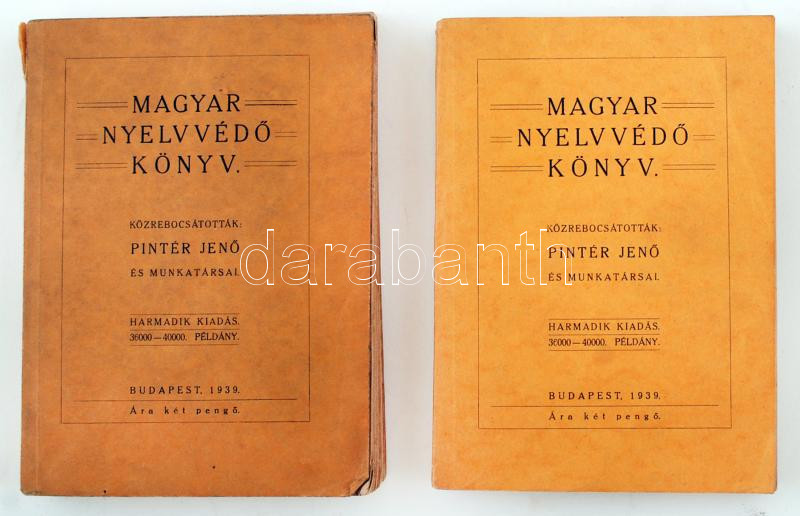 MAGYAR
NYELVVÉDŐ
KÖNYV.
KÖZREBOCSÁTOTTÁK:
PINTÉR JENŐ
ÉS MUNKATÁRSAI.
HARMADIK KIADÁS.
36000—40000. PÉLDÁNY.
BUDAPEST, 1939.
Ára két pengő.
MAGYAR
NYELVVÉDŐ
KÖNYV.
KÖZREBOCSÁTOTTÁK:
PINTÉR JENŐ
ÉS MUNKATÁRSAI.
HARMADIK KIADÁS.
36000—40000. PÉLDÁNY.
BUDAPEST, 1939.
Ára két pengő.
darabanth